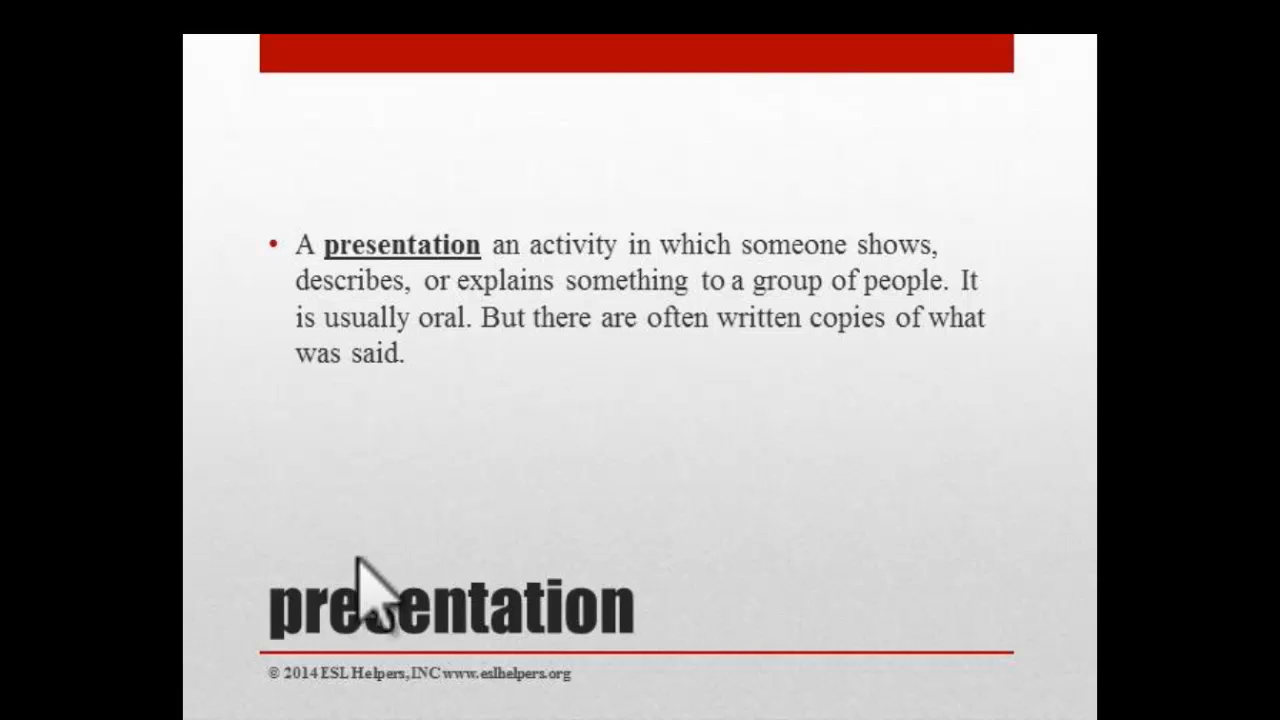 • A presentation an activity in which someone shows,
describes, or explains something to a group of people. It
is usually oral. But there are often written copies of what
was said.
presentation
© 2014 ESL Helpers, INC www.eslhelpers.org